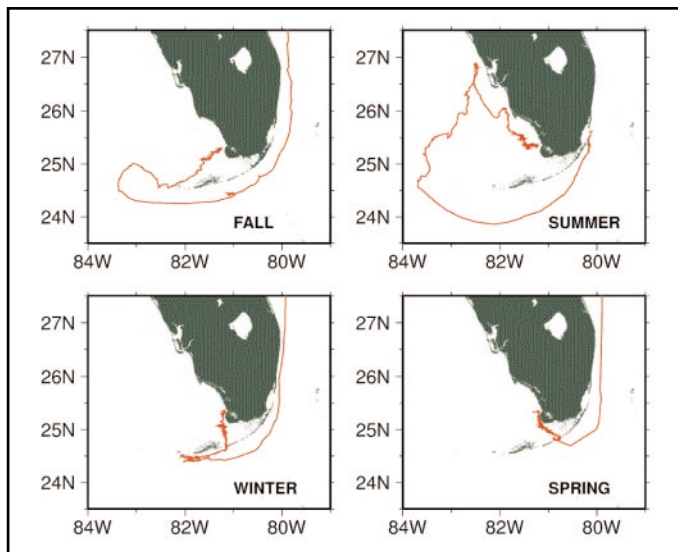 27N
26N
25N
24N
FALL
84W 82W 80W
27N
26N
25N
24N
SUMMER
84W 82W 80W
27N
26N
25N
24N
WINTER
84W 82W 80W
27N
26N
25N
24N
SPRING
84W 82W 80W